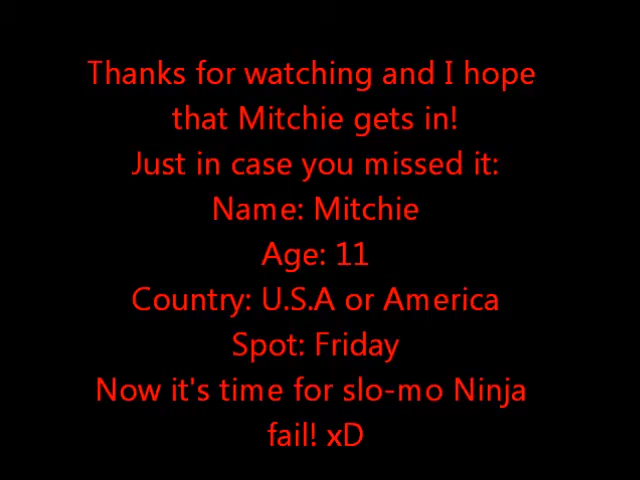 Thanks for watching and I hope
that Mitchie gets in!
Just in case you missed it:
Name: Mitchie
Age: 11
Country: U.S.A or America
Spot: Friday
Now it's time for slo-mo Ninja
fail! xD